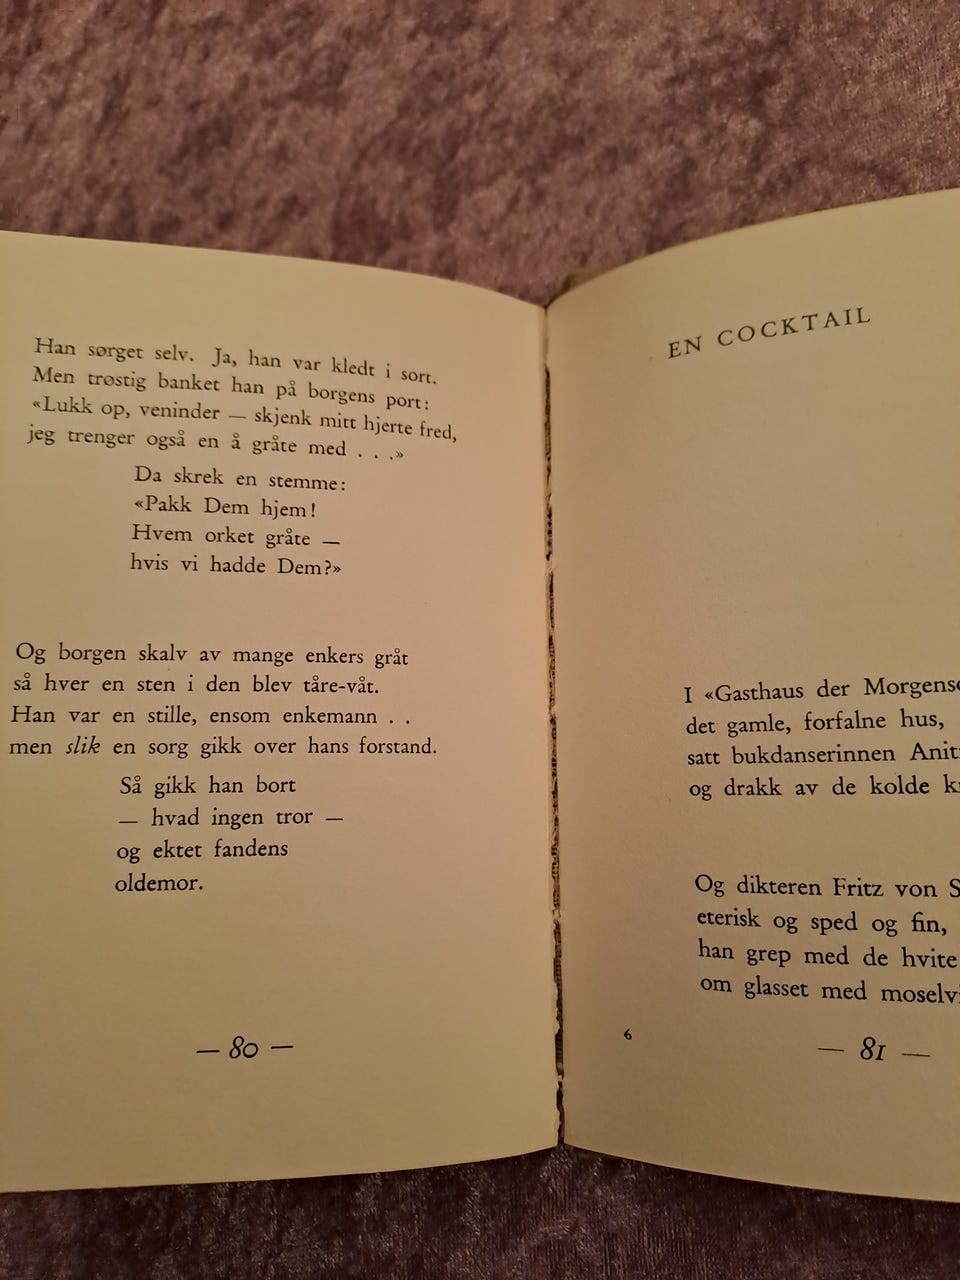 Han sørget selv. Ja, han var kledt i sort.
Men trøstig banket han på borgens port:
«Lukk op, veninder — skjenk mitt hjerte fred,
jeg trenger også en å gråte med . . .»
Da skrek en stemme:
«Pakk Dem hjem!
Hvem orket gråte —
hvis vi hadde Dem?»
Og borgen skalv av mange enkers gråt
så hver en sten i den blev tåre-våt.
Han var en stille, ensom enkemann . .
men slik en sorg gikk over hans forstand.
Så gikk han bort
— hvad ingen tror —
og ektet fandens
oldemor.
— 80 —
EN COCKTAIL
I «Gasthaus der
det gamle, forfalne hus,
satt bukdanserinnen
og drakk av de kolde
Og dikteren Fritz von
eterisk og sped og fin,
han grep med de hvite
om glasset med
6
— 81 —